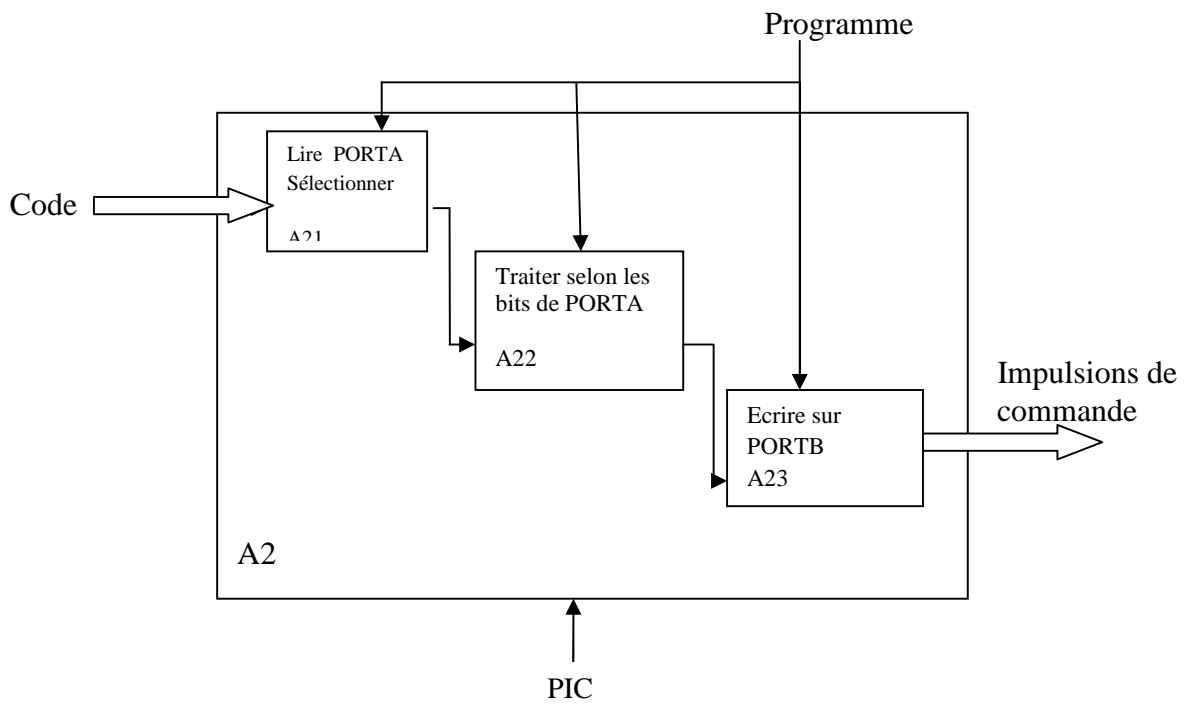 Programme
Lire PORTA
Sélectionner
A21
Code
Traiter selon les
bits de PORTA
A22
Impulsions de
commande
Ecrire sur
PORTB
A23
A2
PIC